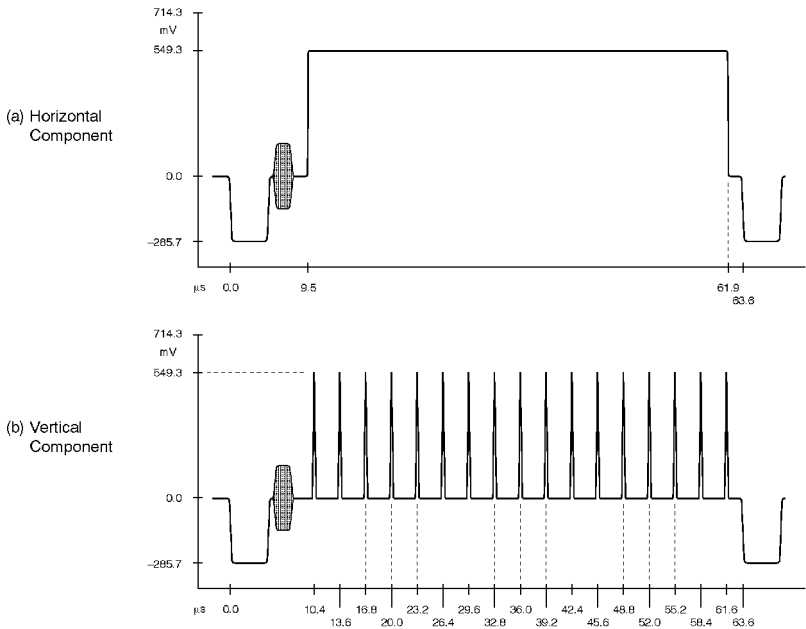 714.3
mV
549.3
(a) Horizontal
Component
0.0
−285.7
µs 0.0 9.5 61.9
63.6
714.3
mV
549.3
(b) Vertical
Component
0.0
−285.7
µs 0.0 10.4 16.8 23.2 29.6 36.0 42.4 48.8 55.2 61.6
13.6 20.0 26.4 32.8 39.2 45.6 52.0 58.4 63.6